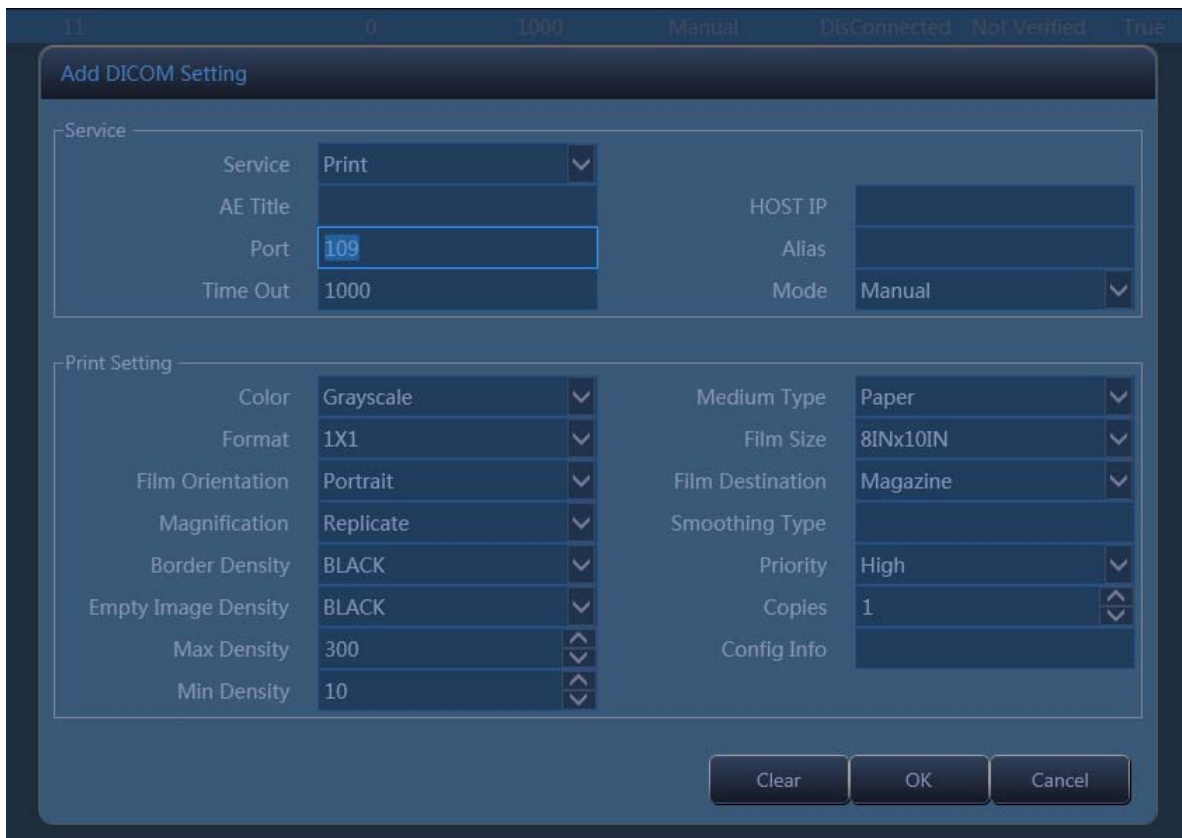 11 0 1000 Manual DisConnected Not Verified True
Add DICOM Setting
Service
Service Print
AE Title HOST IP
Port 109 Alias
Time Out 1000 Mode Manual
Print Setting
Color Grayscale Medium Type Paper
Format 1X1 Film Size 8INx10IN
Film Orientation Portrait Film Destination Magazine
Magnification Replicate Smoothing Type
Border Density BLACK Priority High
Empty Image Density BLACK Copies 1
Max Density 300 Config Info
Min Density 10
Clear OK Cancel